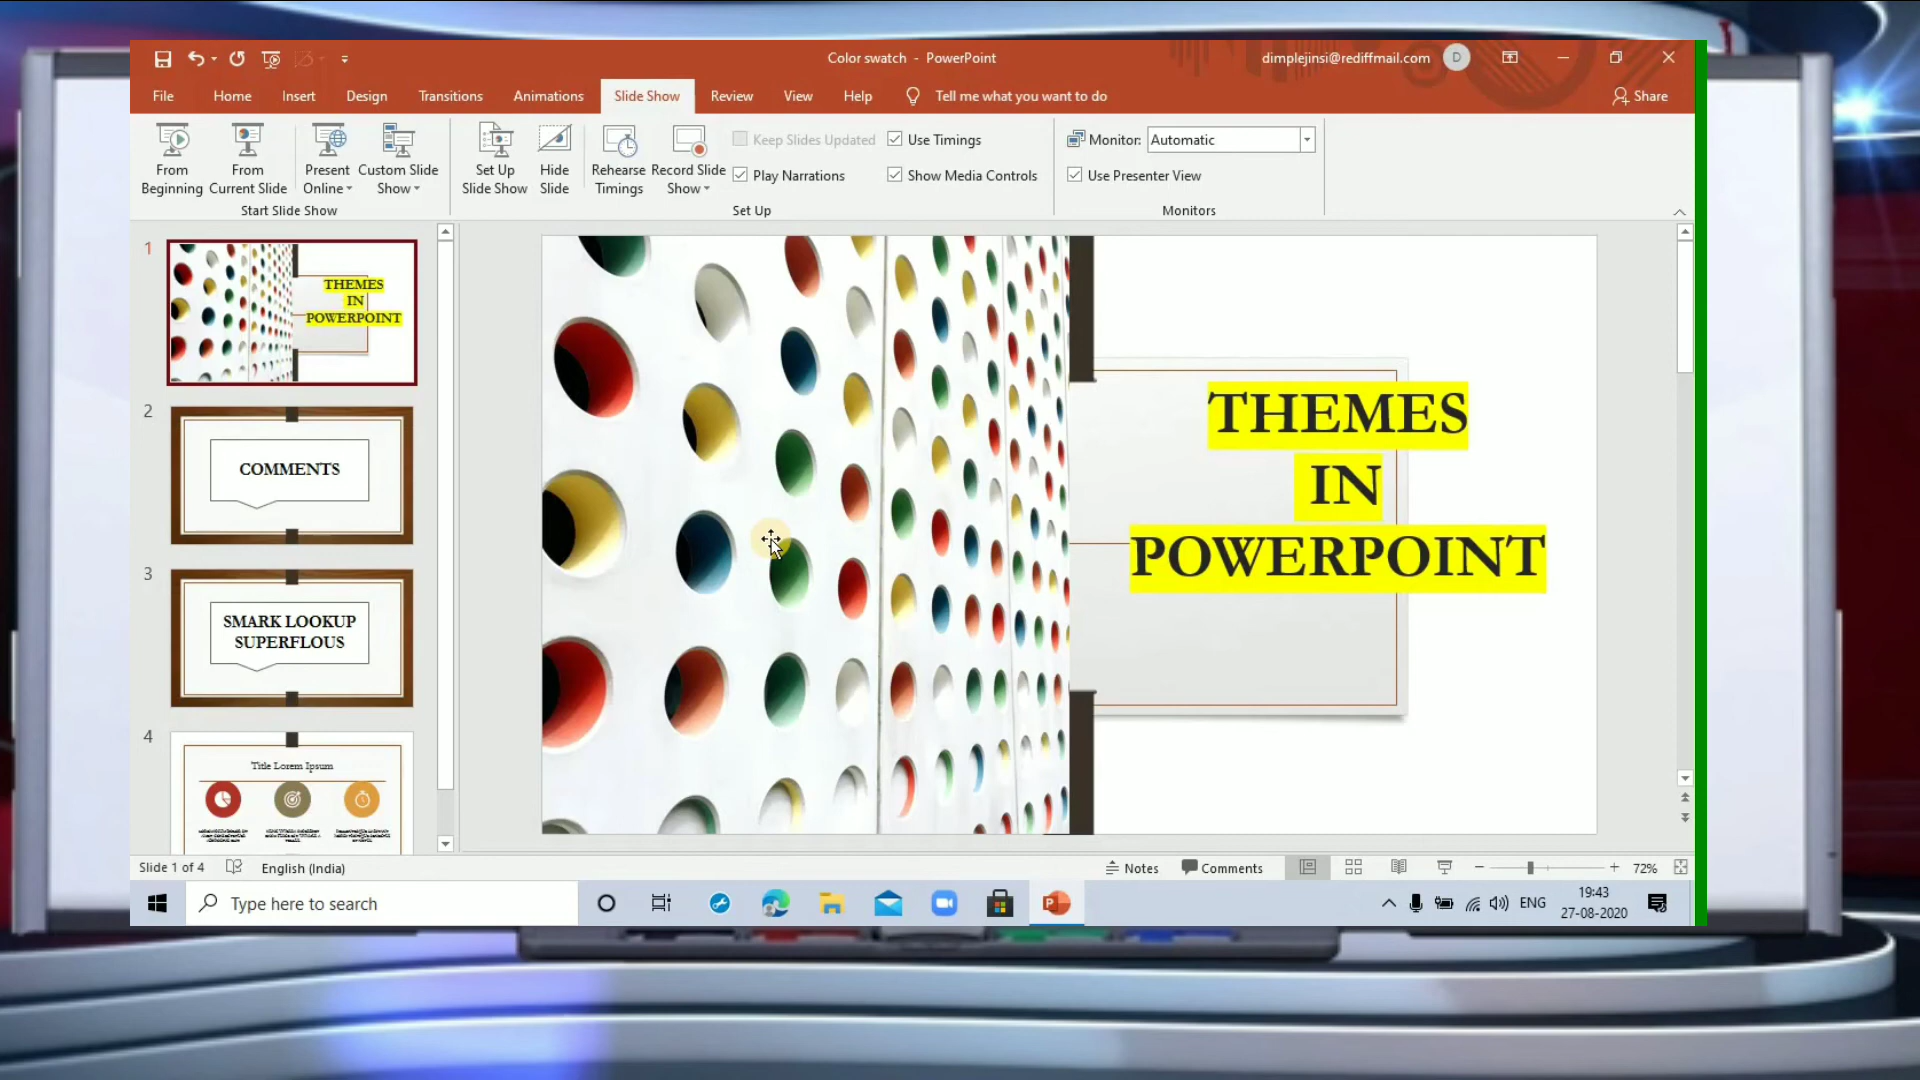 Color swatch - PowerPoint
dimplejinsi@rediffmail.com
D
File
Home
Insert
Design
Transitions
Animations
Slide Show
Review
View
Help
Tell me what you want to do
Share
From
Beginning
From
Current Slide
Present
Online
Custom Slide
Show
Start Slide Show
Set Up
Slide Show
Hide
Slide
Rehearse
Timings
Record Slide
Show
Keep Slides Updated
Play Narrations
Use Timings
Show Media Controls
Set Up
Monitor:
Automatic
Use Presenter View
Monitors
1
THEMES
IN
POWERPOINT
2
COMMENTS
3
SMARK LOOKUP
SUPERFLOUS
4
Title Lorem Ipsum
THEMES
IN
POWERPOINT
Slide 1 of 4
English (India)
Notes
Comments
72%
Type here to search
ENG
19:43
27-08-2020